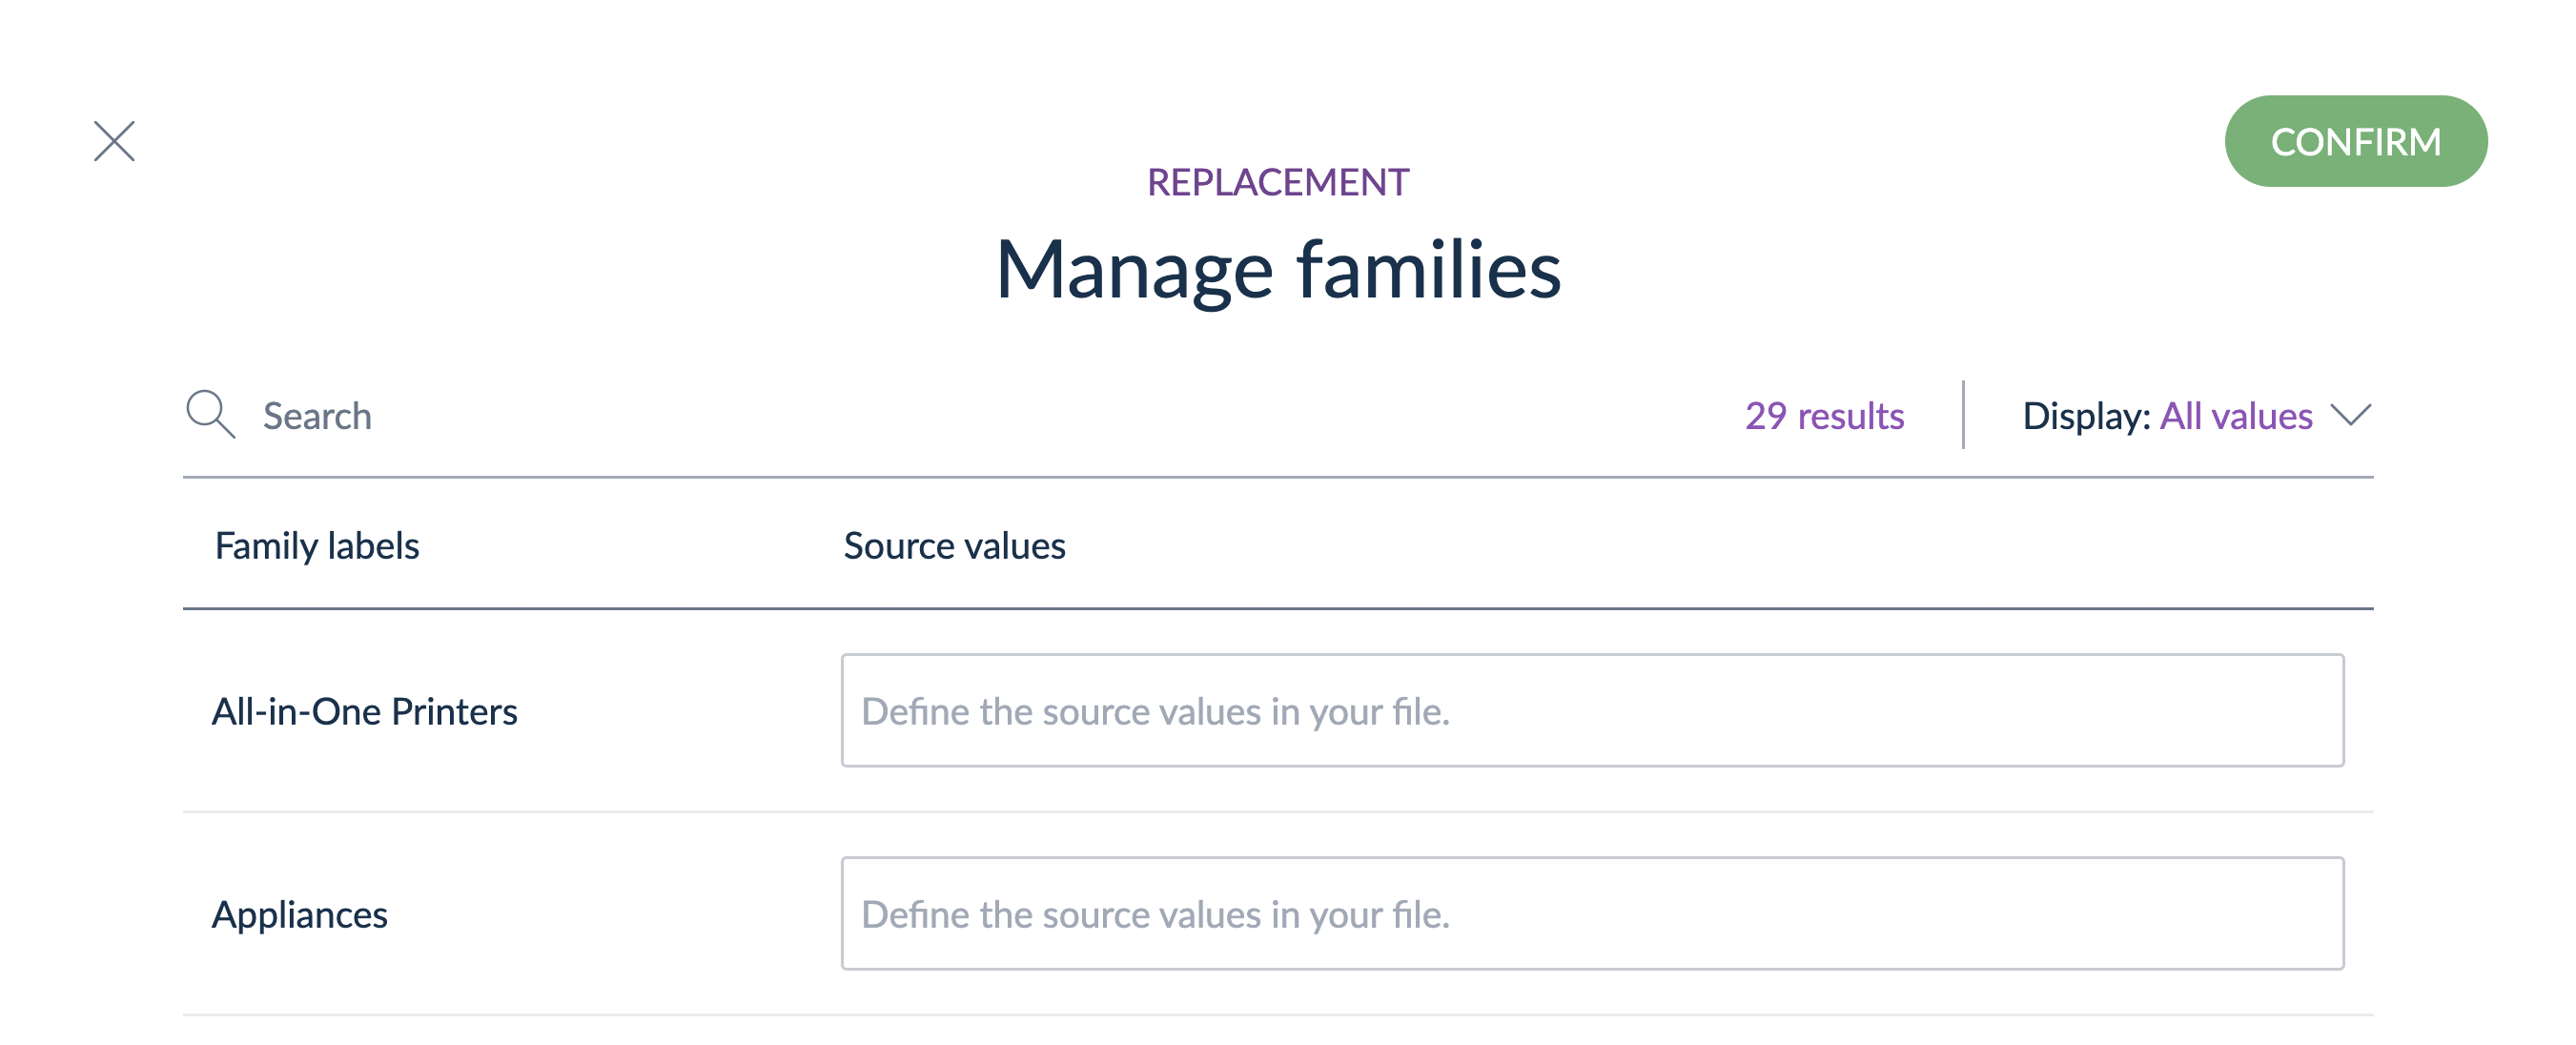 CONFIRM
REPLACEMENT
Manage families
Search
29 results
Display: All values
Family labels
Source values
All-in-One Printers
Define the source values in your file.
Appliances
Define the source values in your file.